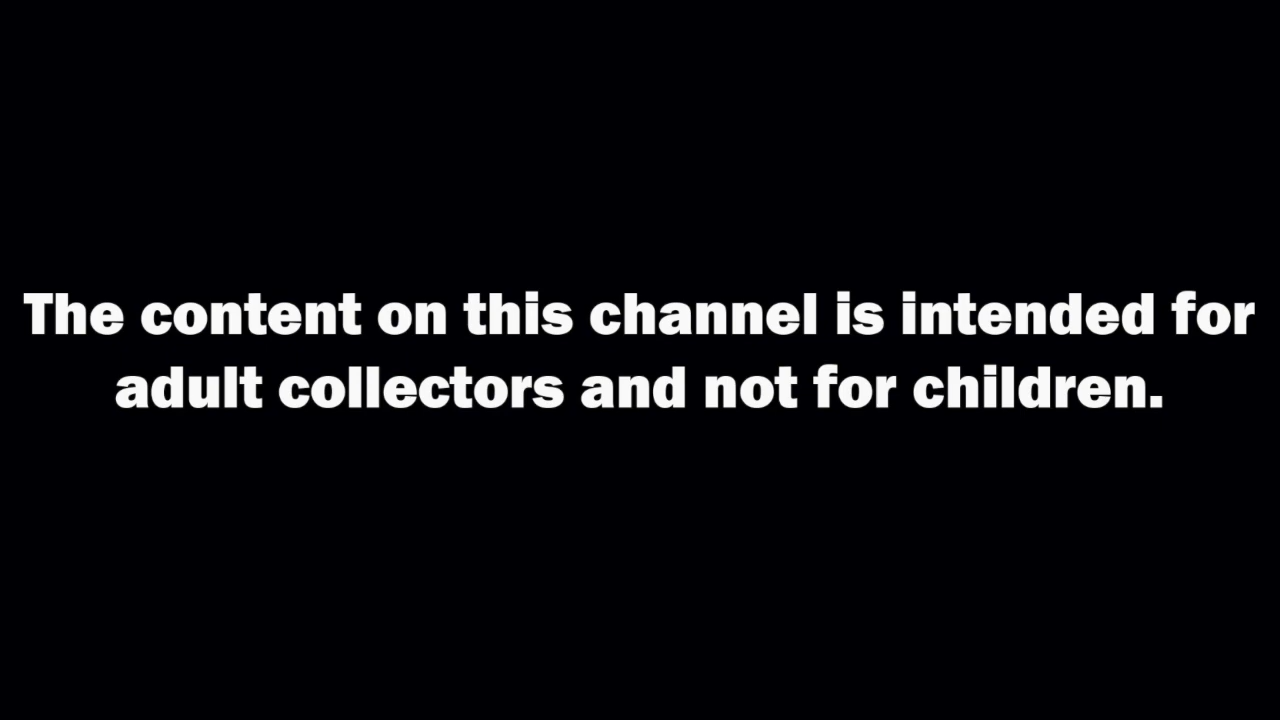 The content on this channel is intended for
adult collectors and not for children.